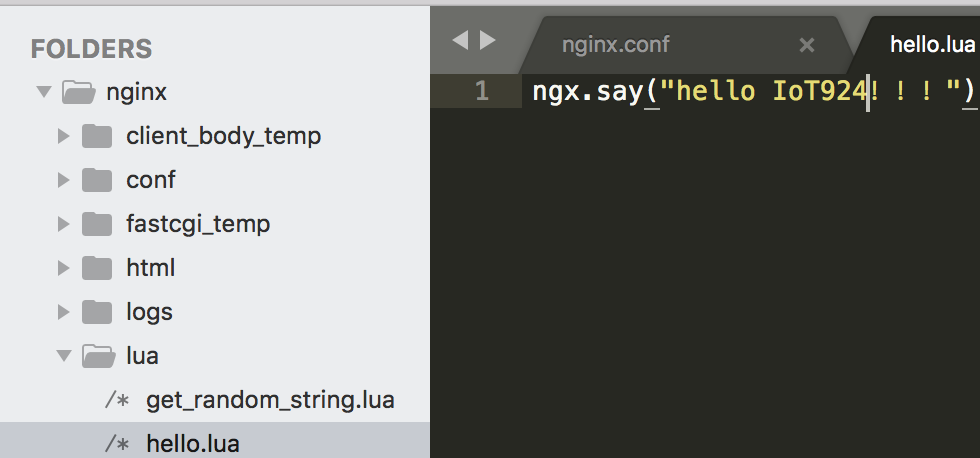 FOLDERS
nginx
client_body_temp
conf
fastcgi_temp
html
logs
lua
/* get_random_string.lua
/* hello.lua
nginx.conf ×
hello.lua
1 ngx.say("hello IoT924！！！")